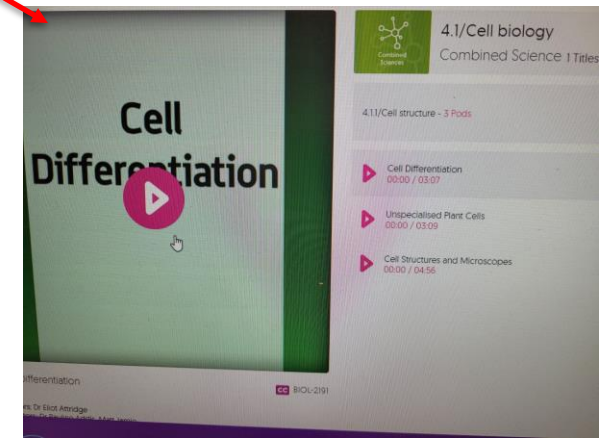 Cell
Differentiation
Differentiation
CC BIOL-2191
Dr Eliot Attridge
Combined
Sciences
4.1/Cell biology
Combined Science 1 Titles
4.1.1/Cell structure - 3 Pods
Cell Differentiation
00:00 / 03:07
Unspecialised Plant Cells
00:00 / 03:09
Cell Structures and Microscopes
00:00 / 04:56